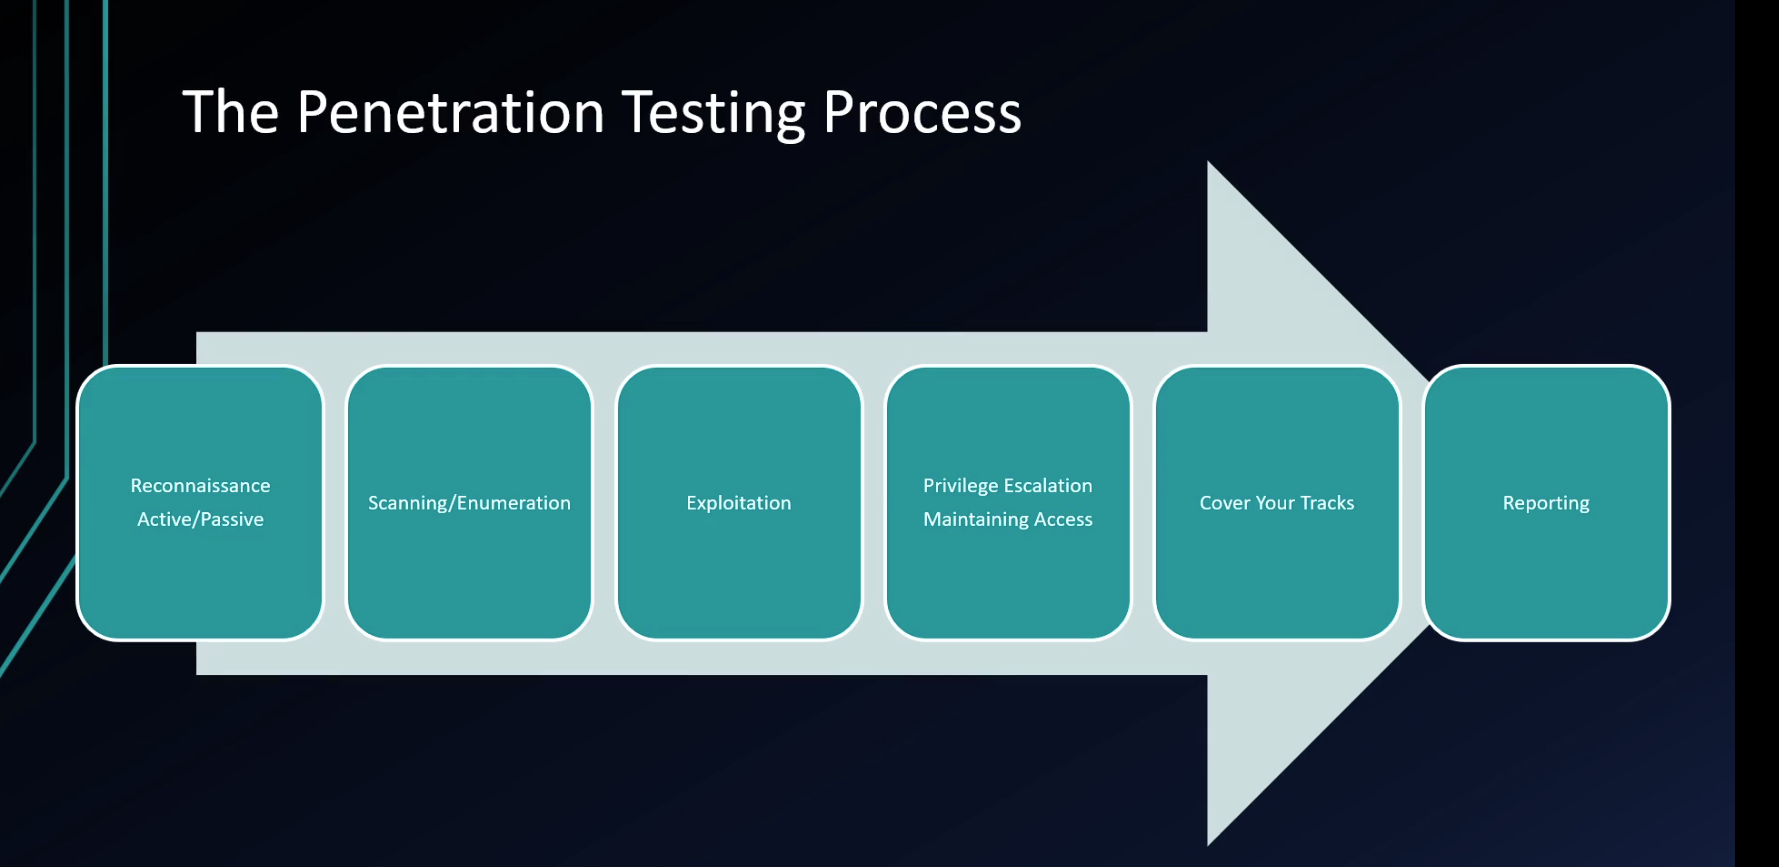 The Penetration Testing Process
Reconnaissance
Active/Passive
Scanning/Enumeration
Exploitation
Privilege Escalation
Maintaining Access
Cover Your Tracks
Reporting